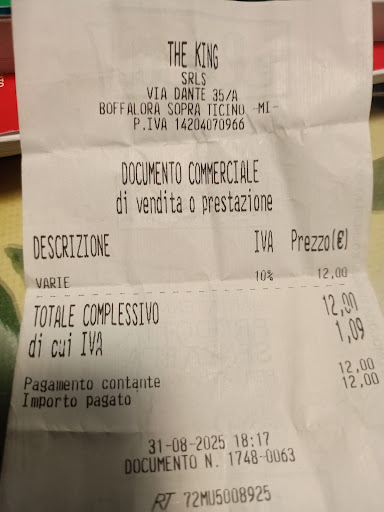 THE KING
SRLS
VIA DANTE 35/A
BOFFALORA SOPRA TICINO -MI-
P.IVA 14204070966
DOCUMENTO COMMERCIALE
di vendita o prestazione
DESCRIZIONE IVA Prezzo(€)
VARIE 10% 12,00
TOTALE COMPLESSIVO 12,00
di cui IVA 1,09
Pagamento contante 12,00
Importo pagato 12,00
31-08-2025 18:17
DOCUMENTO N. 1748-0063
RT 72MU5008925